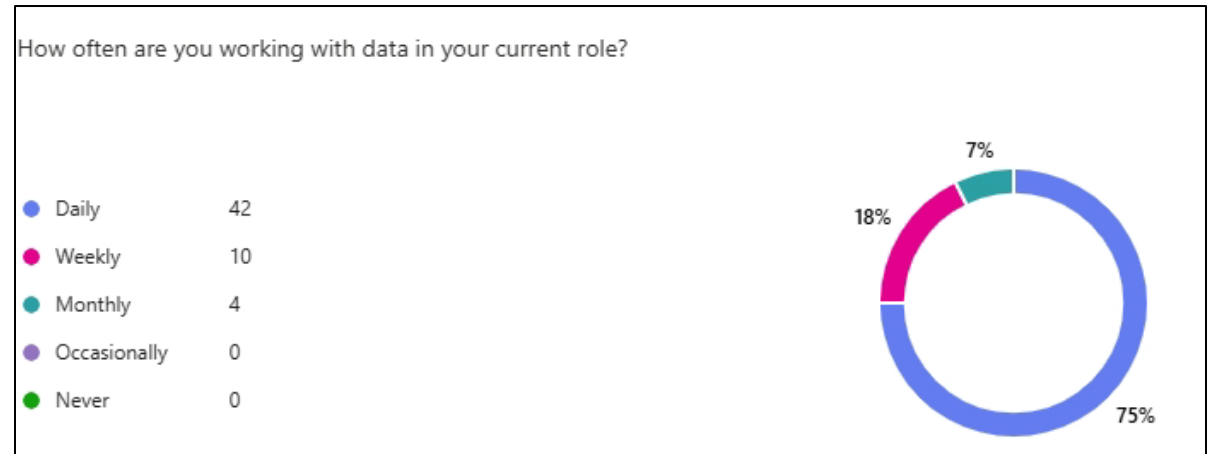 How often are you working with data in your current role?
7%
18%
Daily 42
Weekly 10
Monthly 4
Occasionally 0
Never 0
75%